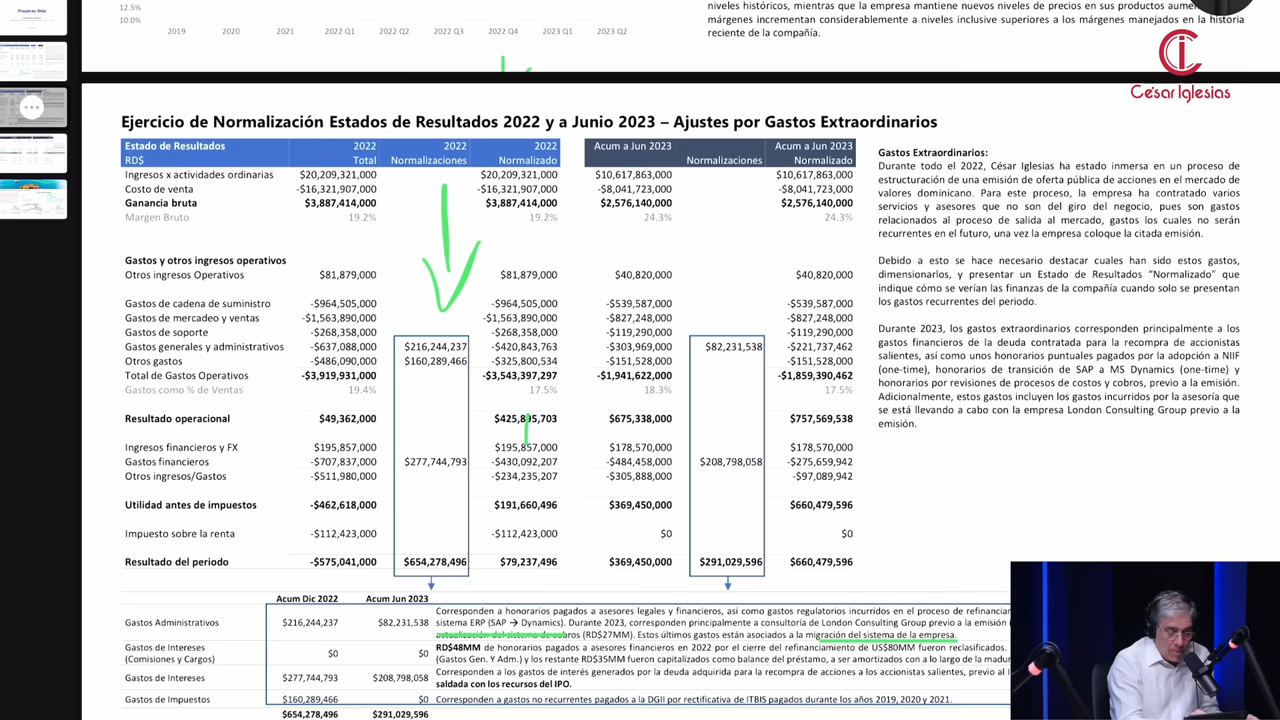 Proyecto Otila
12.5%
10.0%
2019 2020 2021 2022 Q1 2022 Q2 2022 Q3 2022 Q4 2023 Q1 2023 Q2
niveles históricos, mientras que la empresa mantiene nuevos niveles de precios en sus productos
márgenes incrementan considerablemente a niveles inclusive superiores a los márgenes manejados en la historia
reciente de la compañía.
César Iglesias
Ejercicio de Normalización Estados de Resultados 2022 y a Junio 2023 – Ajustes por Gastos Extraordinarios
Estado de Resultados 2022 2022 2022 Acum a Jun 2023 Acum a Jun 2023
RD$ Total Normalizaciones Normalizado Normalizaciones Normalizado
Ingresos x actividades ordinarias $20,209,321,000 $20,209,321,000 $10,617,863,000 $10,617,863,000
Costo de venta -$16,321,907,000 -$16,321,907,000 -$8,041,723,000 -$8,041,723,000
Ganancia bruta $3,887,414,000 $3,887,414,000 $2,576,140,000 $2,576,140,000
Margen Bruto 19.2% 19.2% 24.3% 24.3%
Gastos y otros ingresos operativos
Otros ingresos Operativos $81,879,000 $81,879,000 $40,820,000 $40,820,000
Gastos de cadena de suministro -$964,505,000 -$964,505,000 -$539,587,000 -$539,587,000
Gastos de mercadeo y ventas -$1,563,890,000 -$1,563,890,000 -$827,248,000 -$827,248,000
Gastos de soporte -$268,358,000 -$268,358,000 -$119,290,000 -$119,290,000
Gastos generales y administrativos -$637,088,000 $216,244,237 -$420,843,763 -$303,969,000 $82,231,538 -$221,737,462
Otros gastos -$486,090,000 $160,289,466 -$325,800,534 -$151,528,000 -$151,528,000
Total de Gastos Operativos -$3,919,931,000 -$3,543,397,297 -$1,941,622,000 -$1,859,390,462
Gastos como % de Ventas 19.4% 17.5% 18.3% 17.5%
Resultado operacional $49,362,000 $425,895,703 $675,338,000 $757,569,538
Ingresos financieros y FX $195,857,000 $195,857,000 $178,570,000 $178,570,000
Gastos financieros -$707,837,000 $277,744,793 -$430,092,207 -$484,458,000 $208,798,058 -$275,659,942
Otros ingresos/Gastos -$511,980,000 -$234,235,207 -$305,888,000 -$97,089,942
Utilidad antes de impuestos -$462,618,000 $191,660,496 $369,450,000 $660,479,596
Impuesto sobre la renta -$112,423,000 -$112,423,000 $0 $0
Resultado del periodo -$575,041,000 $654,278,496 $79,237,496 $369,450,000 $291,029,596 $660,479,596
Gastos Extraordinarios:
Durante todo el 2022, César Iglesias ha estado inmersa en un proceso de
estructuración de una emisión de oferta pública de acciones en el mercado de
valores dominicano. Para este proceso, la empresa ha contratado varios
servicios y asesores que no son del giro del negocio, pues son gastos
relacionados al proceso de salida al mercado, gastos los cuales no serán
recurrentes en el futuro, una vez la empresa coloque la citada emisión.
Debido a esto se hace necesario destacar cuales han sido estos gastos,
dimensionarlos, y presentar un Estado de Resultados “Normalizado” que
indique cómo se verían las finanzas de la compañía cuando solo se presentan
los gastos recurrentes del periodo.
Durante 2023, los gastos extraordinarios corresponden principalmente a los
gastos financieros de la deuda contratada para la recompra de accionistas
salientes, así como unos honorarios puntuales pagados por la adopción a NIIF
(one-time), honorarios de transición de SAP a MS Dynamics (one-time) y
honorarios por revisiones de procesos de costos y cobros, previo a la emisión.
Adicionalmente, estos gastos incluyen los gastos incurridos por la asesoría que
se está llevando a cabo con la empresa London Consulting Group previo a la
emisión.
Acum Dic 2022 Acum Jun 2023
Gastos Administrativos $216,244,237 $82,231,538
Corresponden a honorarios pagados a asesores legales y financieros, así como gastos regulatorios incurridos en el proceso de
sistema ERP (SAP → Dynamics). Durante 2023, corresponden principalmente a consultoría de London Consulting Group previo a la emisión
actualización del sistema de cobros (RD$27MM). Estos últimos gastos están asociados a la migración del sistema de la empresa.
Gastos de Intereses (Comisiones y Cargos) $0 $0
RD$48MM de honorarios pagados a asesores financieros en 2022 por el cierre del refinanciamiento de US$80MM fueron reclasificados.
(Gastos Gen. Y Adm.) y los restante RD$35MM fueron capitalizados como balance del préstamo, a ser amortizados con a lo largo de la
Gastos de Intereses $277,744,793 $208,798,058
Corresponden a los gastos de interés generados por la deuda adquirida para la recompra de acciones a los accionistas salientes, previo al
saldada con los recursos del IPO.
Gastos de Impuestos $160,289,466 $0 Corresponden a gastos no recurrentes pagados a la DGII por rectificativa de ITBIS pagados durante los años 2019, 2020 y 2021.
$654,278,496 $291,029,596